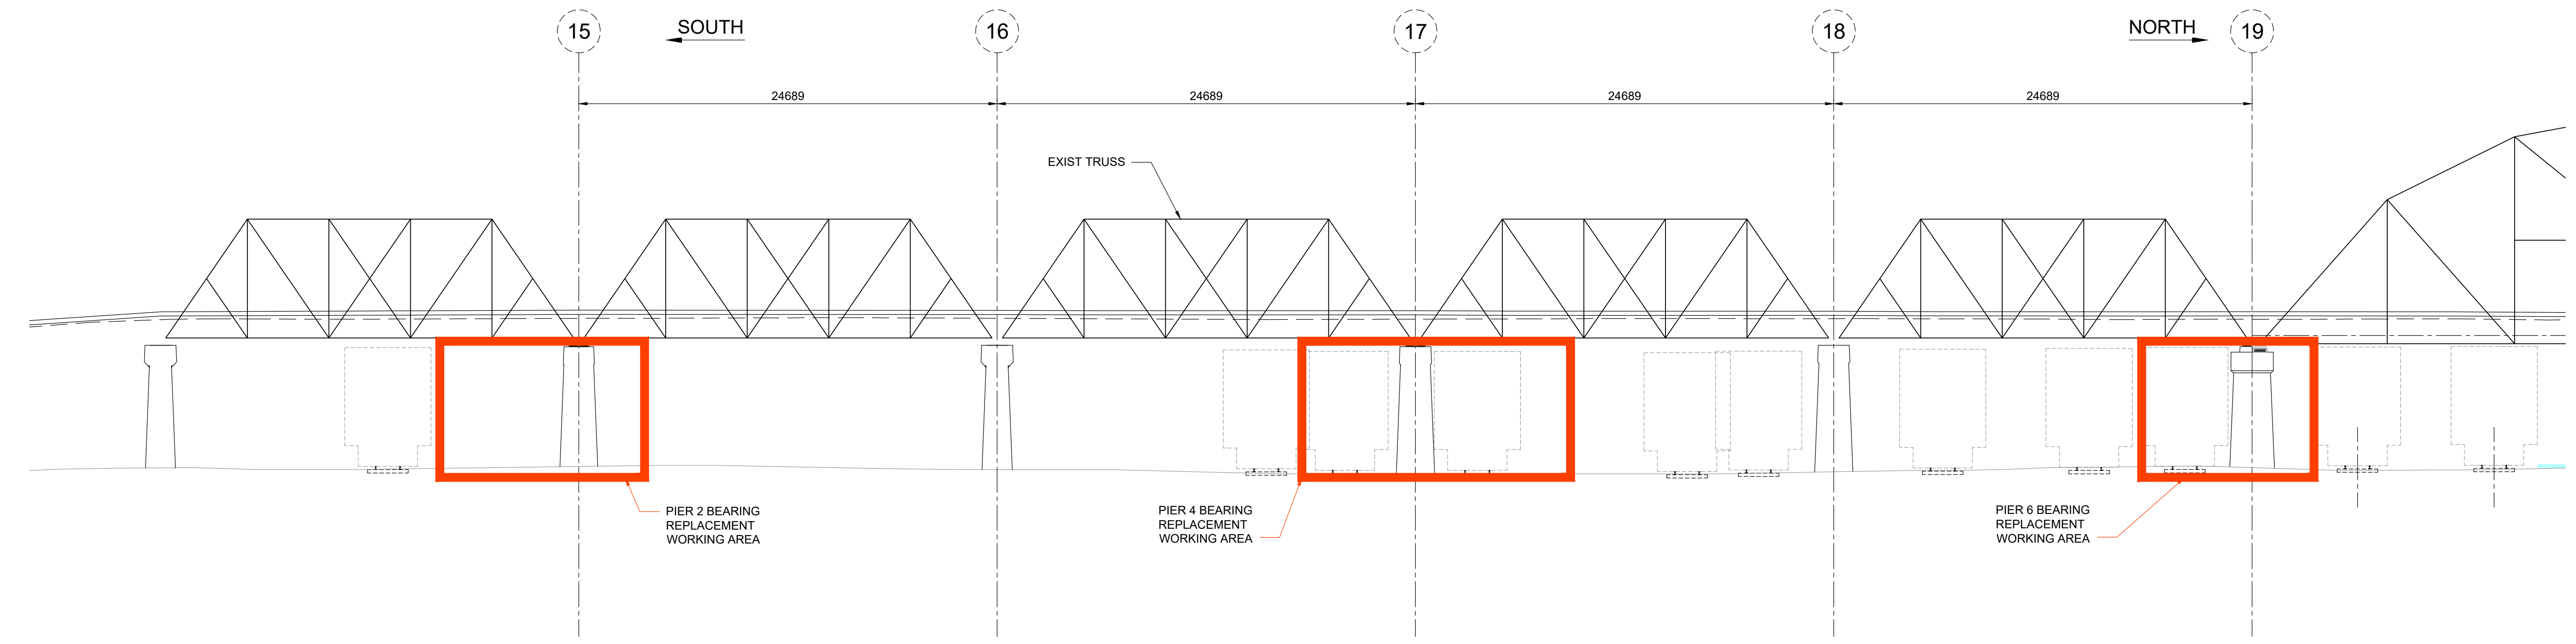 15
SOUTH
16
17
18
NORTH
19
24689
24689
24689
24689
EXIST TRUSS
PIER 2 BEARING
REPLACEMENT
WORKING AREA
PIER 4 BEARING
REPLACEMENT
WORKING AREA
PIER 6 BEARING
REPLACEMENT
WORKING AREA